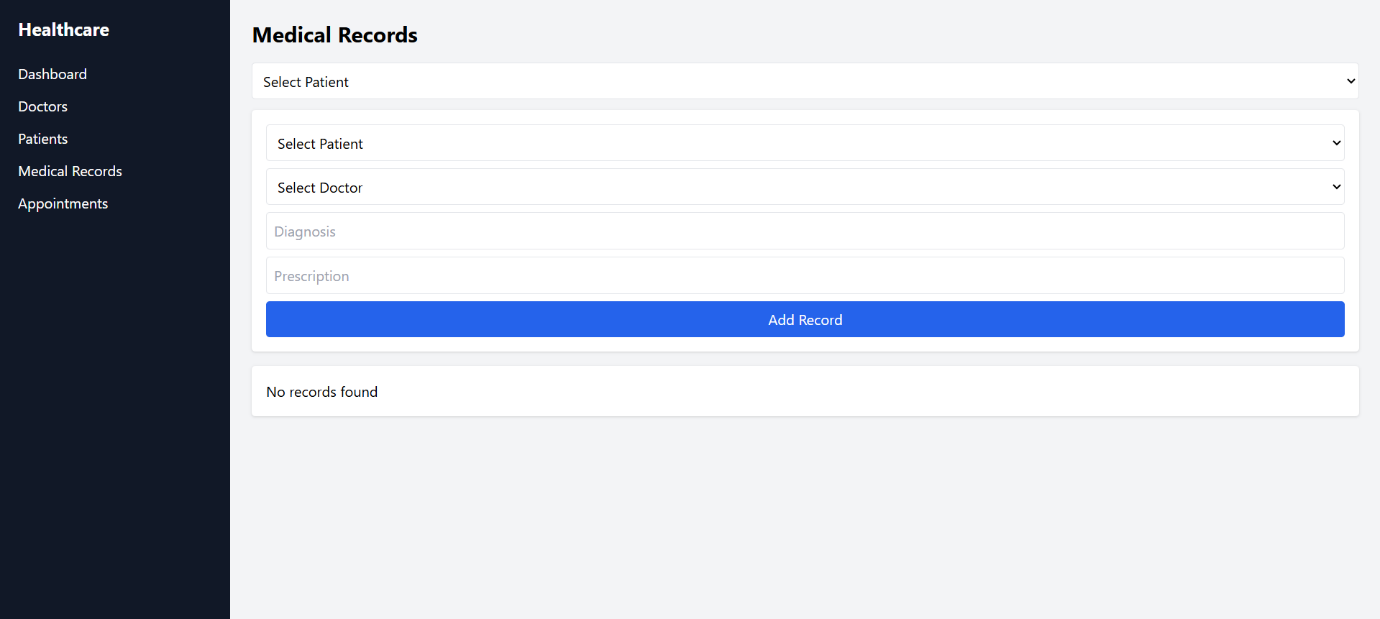 Healthcare
Dashboard
Doctors
Patients
Medical Records
Appointments
Medical Records
Select Patient
Select Patient
Select Doctor
Diagnosis
Prescription
Add Record
No records found